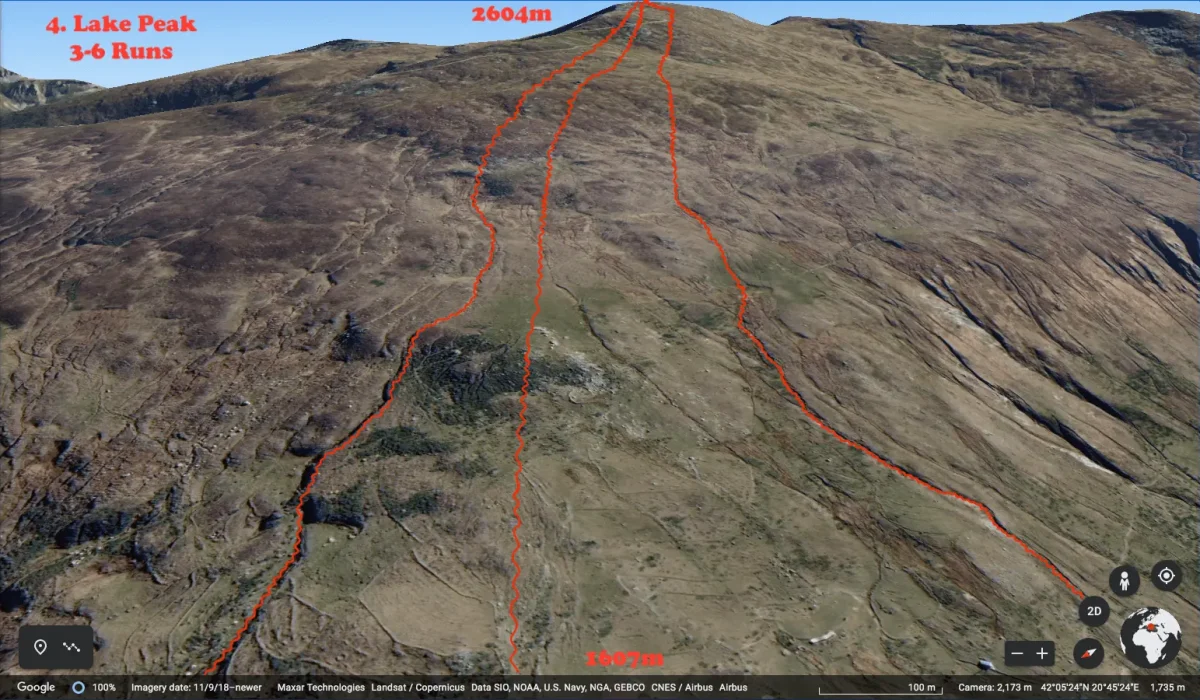 4. Lake Peak
3-6 Runs
2604m
1607m
2D
Google
100%
Imagery date: 11/9/18–newer
Maxar Technologies Landsat / Copernicus Data SIO, NOAA, U.S. Navy, NGA, GEBCO CNES / Airbus Airbus
100 m
Camera: 2,173 m 42°05'24"N 20°45'24"E 1,735 m